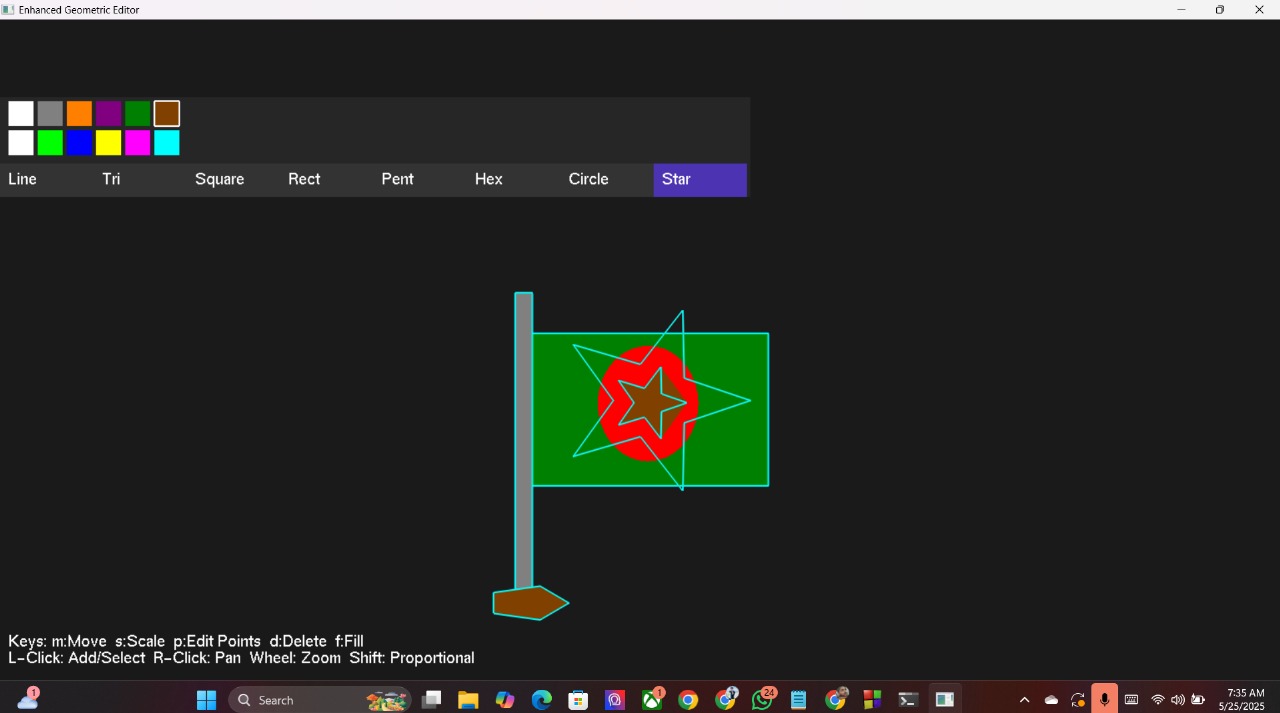 Enhanced Geometric Editor
Line Tri Square Rect Pent Hex Circle Star
Keys: m:Move s:Scale p:Edit Points d:Delete f:Fill
L-Click: Add/Select R-Click: Pan Wheel: Zoom Shift: Proportional
1 Search 1 24 7:35 AM
5/25/2025